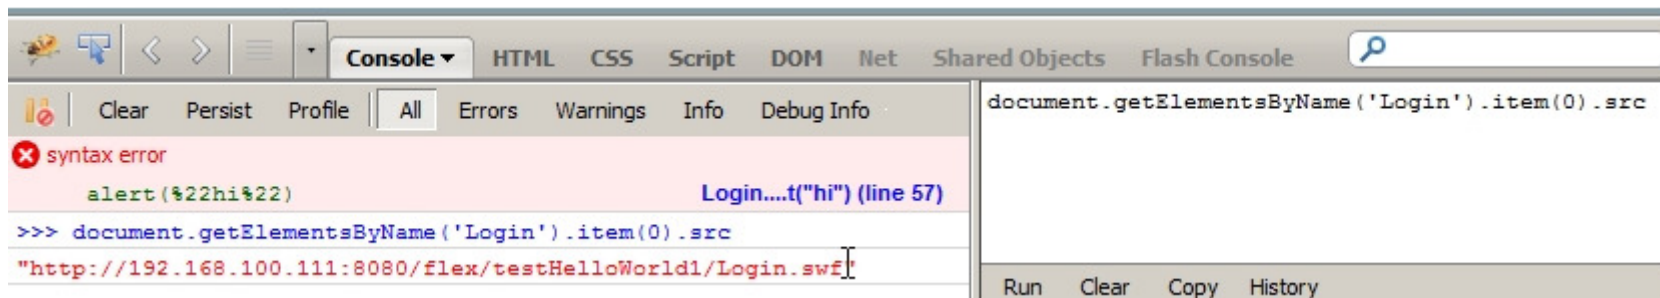 Console HTML CSS Script DOM Net Shared Objects Flash Console
Clear Persist Profile All Errors Warnings Info Debug Info
syntax error
alert(%22hi%22) Login....t("hi") (line 57)
>>> document.getElementsByName('Login').item(0).src
"http://192.168.100.111:8080/flex/testHelloWorld1/Login.swf"
document.getElementsByName('Login').item(0).src
Run Clear Copy History